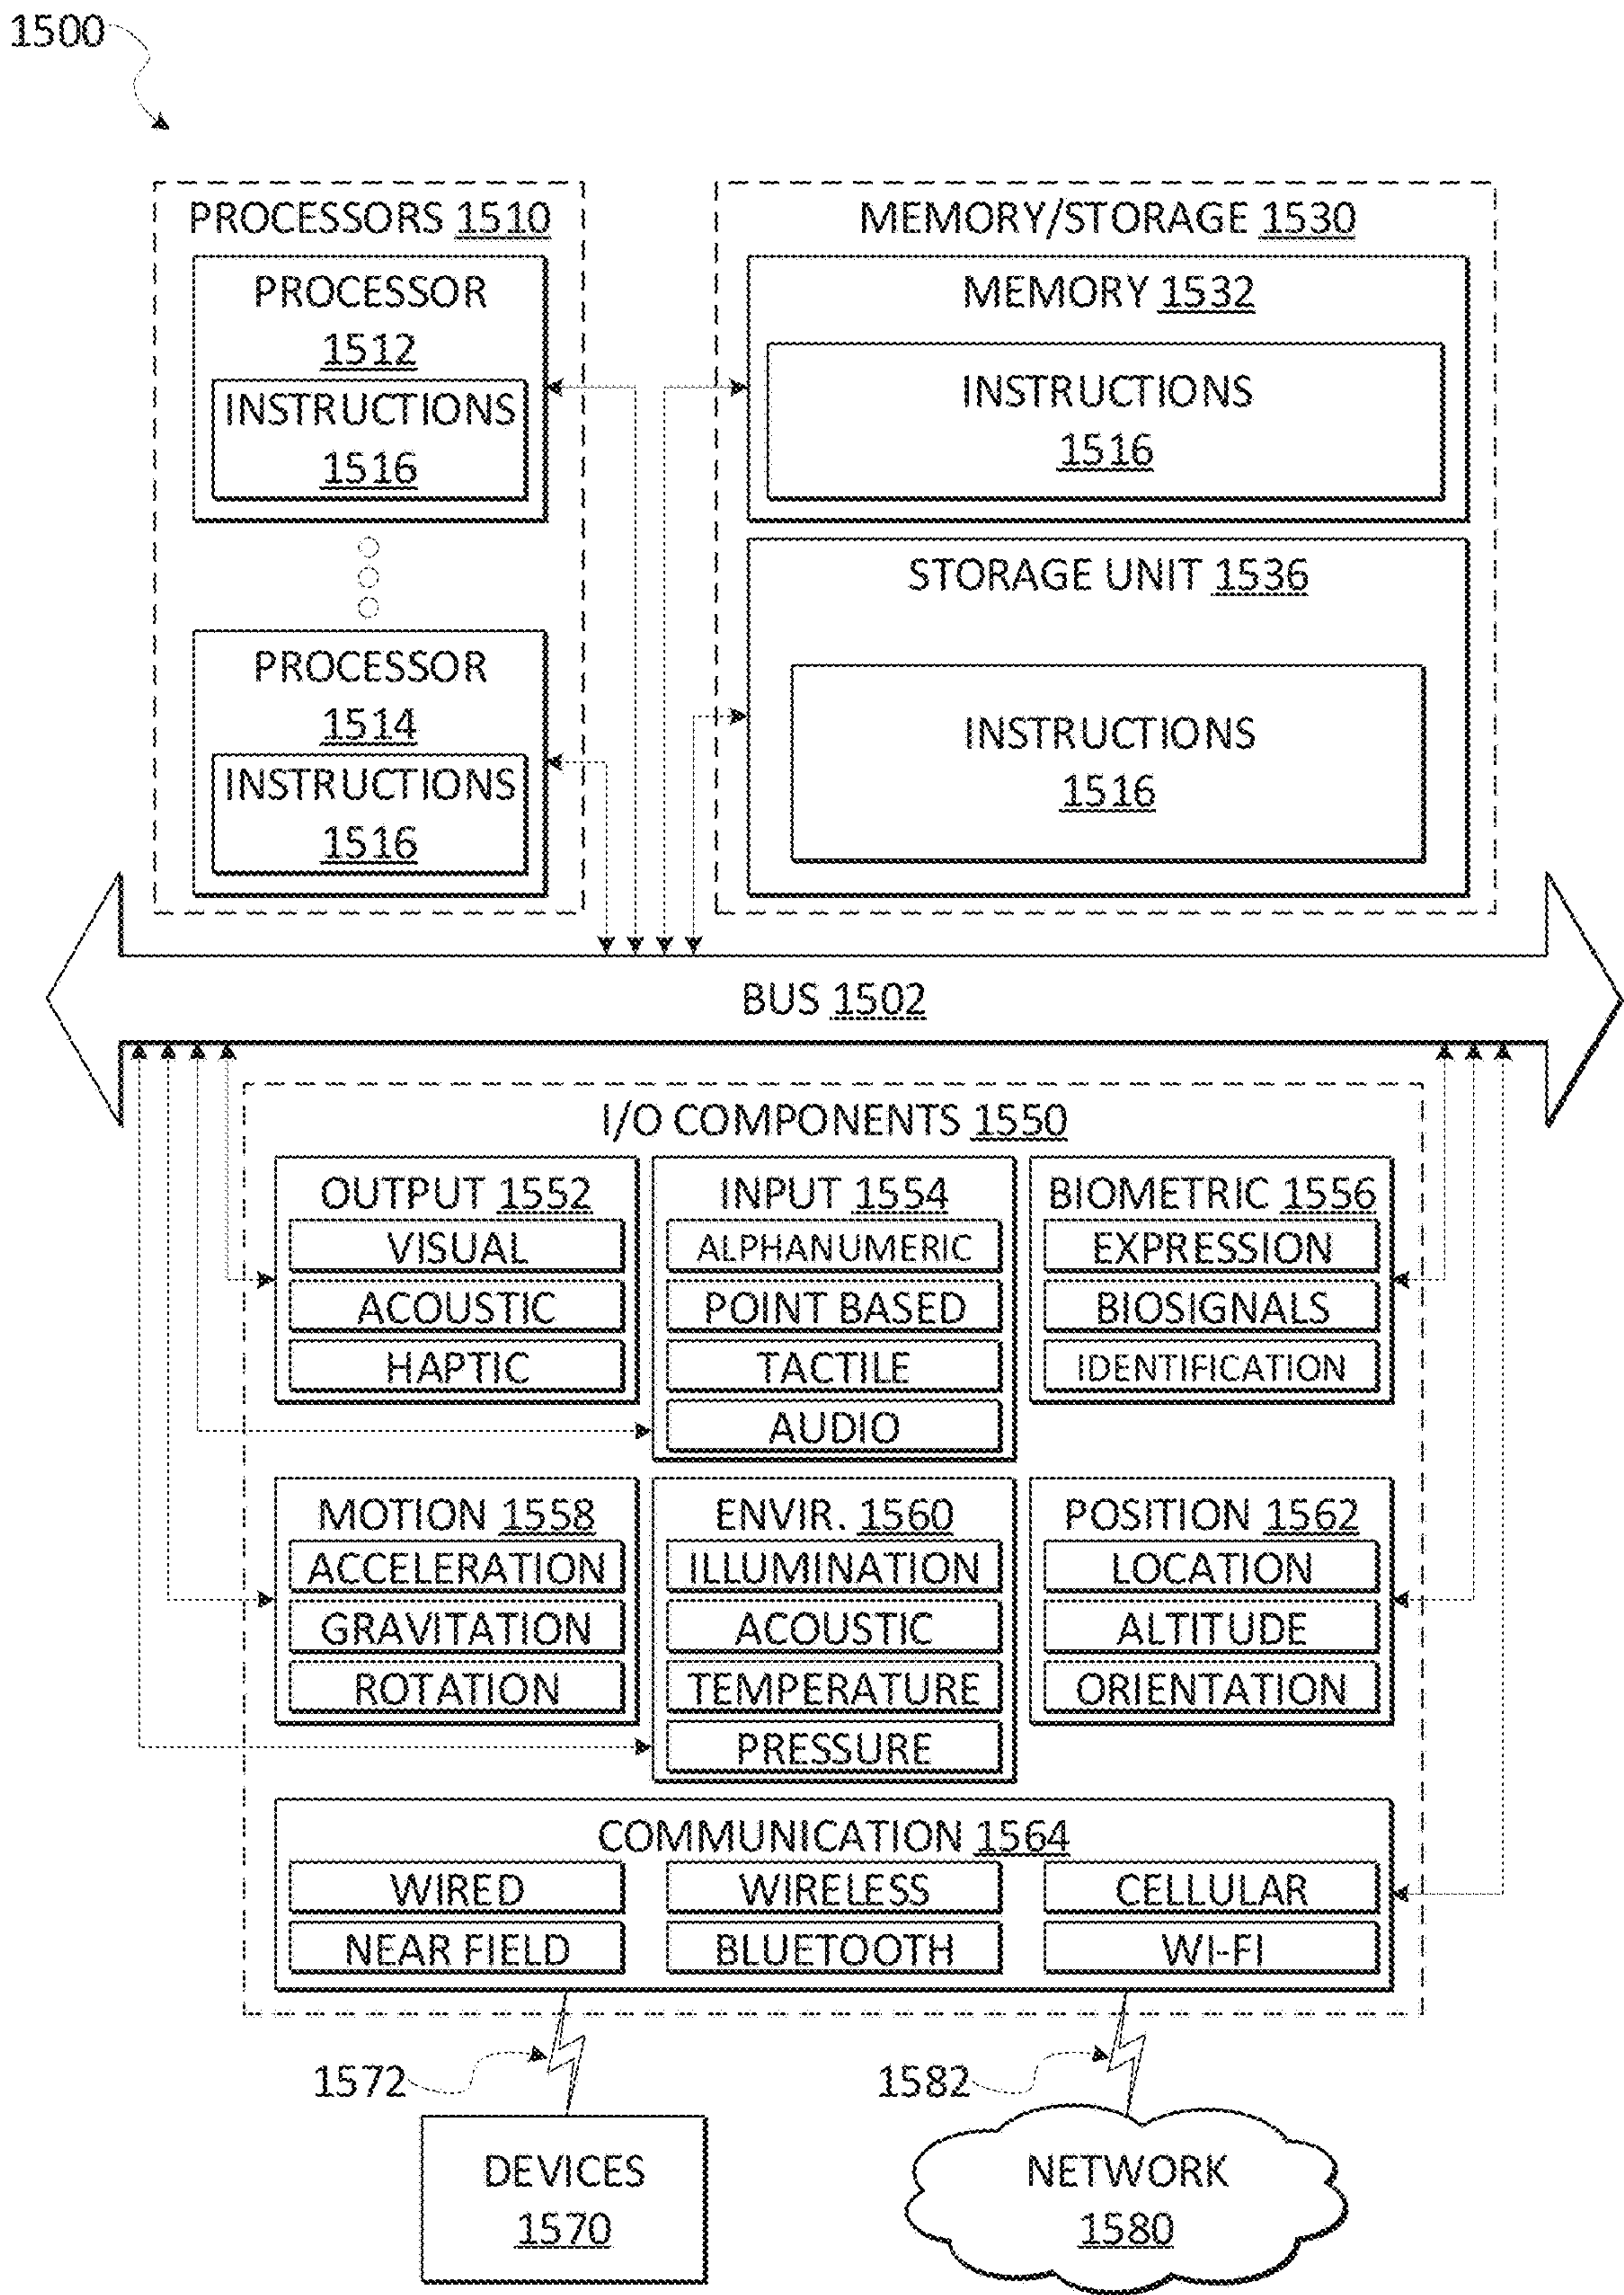 1500
PROCESSORS 1510
PROCESSOR
1512
INSTRUCTIONS
1516
PROCESSOR
1514
INSTRUCTIONS
1516
MEMORY/STORAGE 1530
MEMORY 1532
INSTRUCTIONS
1516
STORAGE UNIT 1536
INSTRUCTIONS
1516
BUS 1502
I/O COMPONENTS 1550
OUTPUT 1552
VISUAL
ACOUSTIC
HAPTIC
INPUT 1554
ALPHANUMERIC
POINT BASED
TACTILE
AUDIO
BIOMETRIC 1556
EXPRESSION
BIOSIGNALS
IDENTIFICATION
MOTION 1558
ACCELERATION
GRAVITATION
ROTATION
ENVIR. 1560
ILLUMINATION
ACOUSTIC
TEMPERATURE
PRESSURE
POSITION 1562
LOCATION
ALTITUDE
ORIENTATION
COMMUNICATION 1564
WIRED
WIRELESS
CELLULAR
NEAR FIELD
BLUETOOTH
WI-FI
1572
1582
DEVICES
1570
NETWORK
1580